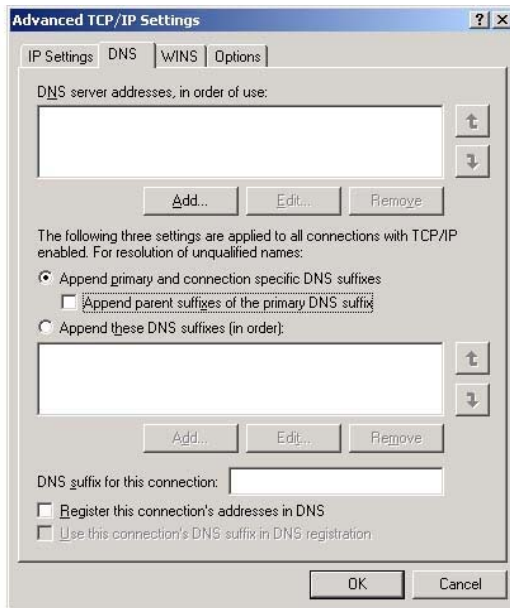 Advanced TCP/IP Settings
IP Settings DNS WINS Options
DNS server addresses, in order of use:
Add... Edit... Remove
The following three settings are applied to all connections with TCP/IP
enabled. For resolution of unqualified names:
Append primary and connection specific DNS suffixes
Append parent suffixes of the primary DNS suffix
Append these DNS suffixes (in order):
Add... Edit... Remove
DNS suffix for this connection:
Register this connection's addresses in DNS
Use this connection's DNS suffix in DNS registration
OK Cancel